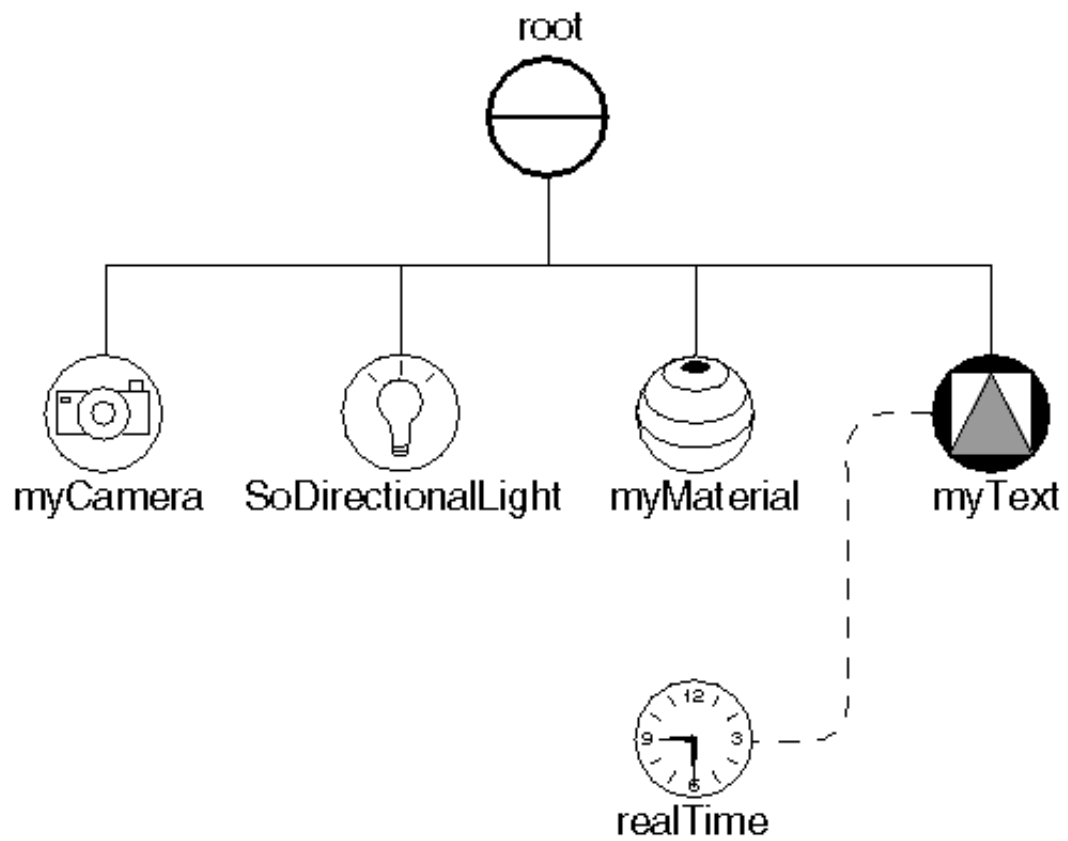 root
myCamera
SoDirectionalLight
myMaterial
myText
12
9
3
6
realTime